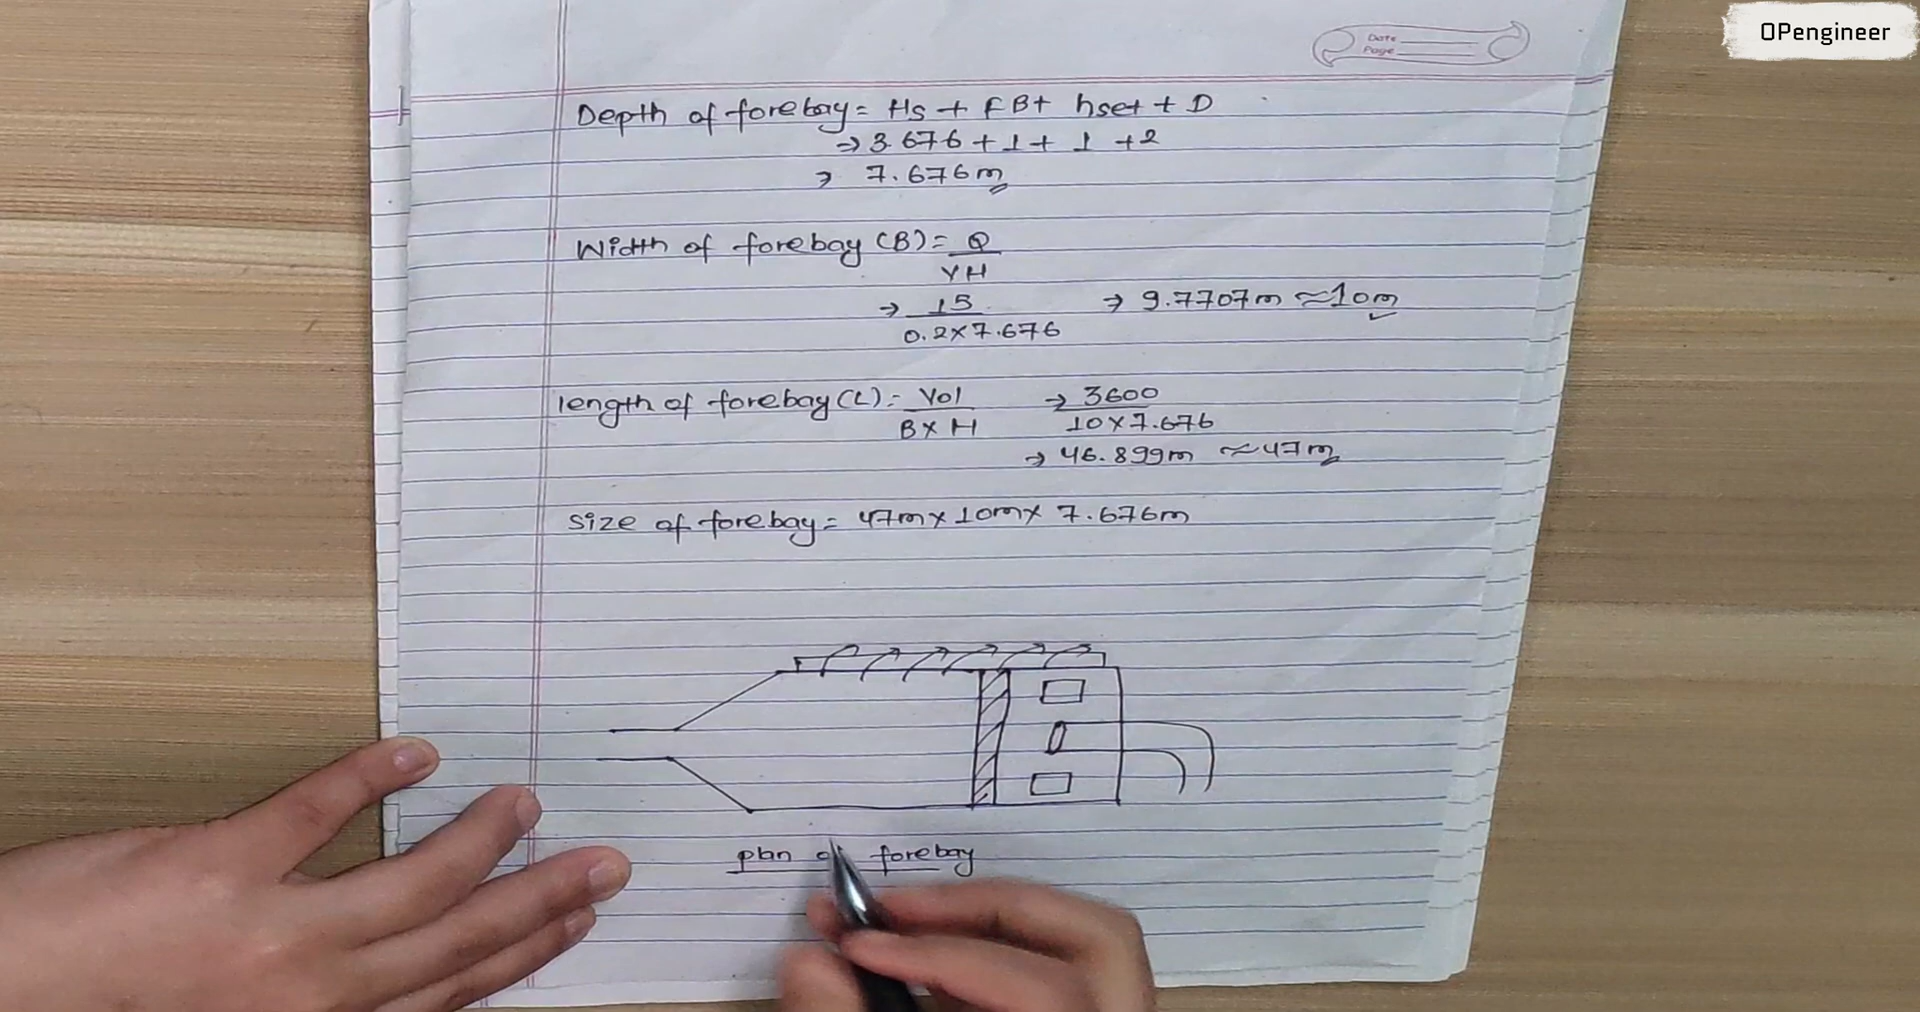 OPengineer
Date
Page
Depth of forebay = Hs + FB + hset + D
→ 3.676 + 1 + 1 + 2
→ 7.676m
Width of forebay (B) = Q
VH
→ 15 → 9.7707m ≈ 10m
0.2 × 7.676
length of forebay (L) = Vol → 3600
B × H 10 × 7.676
→ 46.899m ≈ 47m
size of forebay = 47m × 10m × 7.676m
plan of forebay